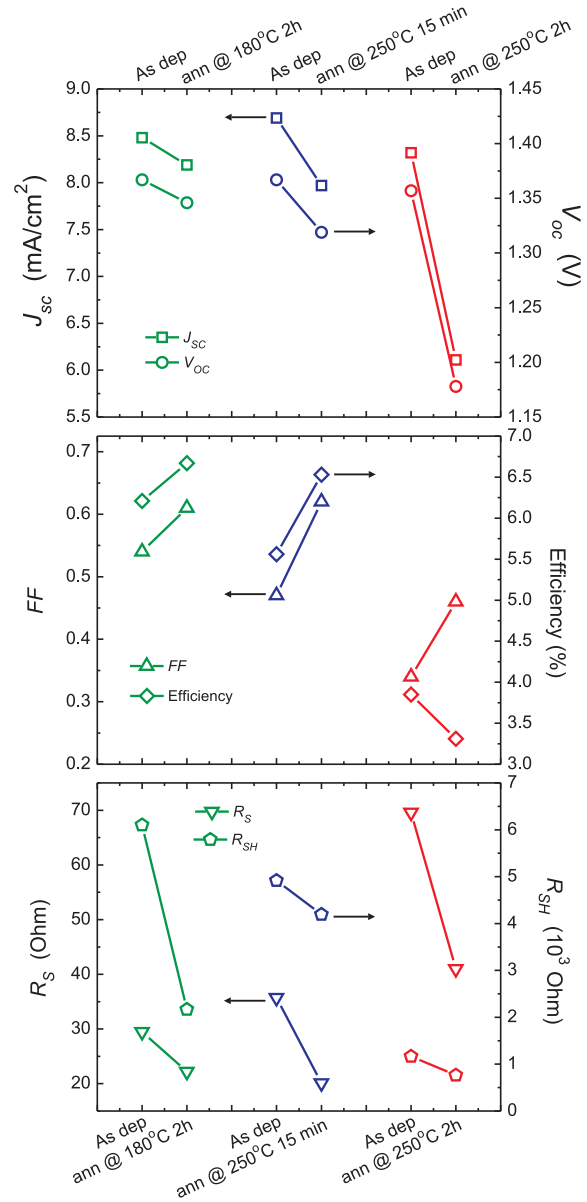 As dep
ann @ 180°C 2h
As dep
ann @ 250°C 15 min
As dep
ann @ 250°C 2h
9.0
8.5
8.0
7.5
7.0
6.5
6.0
5.5
J_sc (mA/cm²)
1.45
1.40
1.35
1.30
1.25
1.20
1.15
V_oc (V)
J_SC
V_OC
0.7
0.6
0.5
0.4
0.3
0.2
FF
7.0
6.5
6.0
5.5
5.0
4.5
4.0
3.5
3.0
Efficiency (%)
FF
Efficiency
70
60
50
40
30
20
R_S (Ohm)
7
6
5
4
3
2
1
0
R_SH (10³ Ohm)
R_S
R_SH
As dep
ann @ 180°C 2h
As dep
ann @ 250°C 15 min
As dep
ann @ 250°C 2h